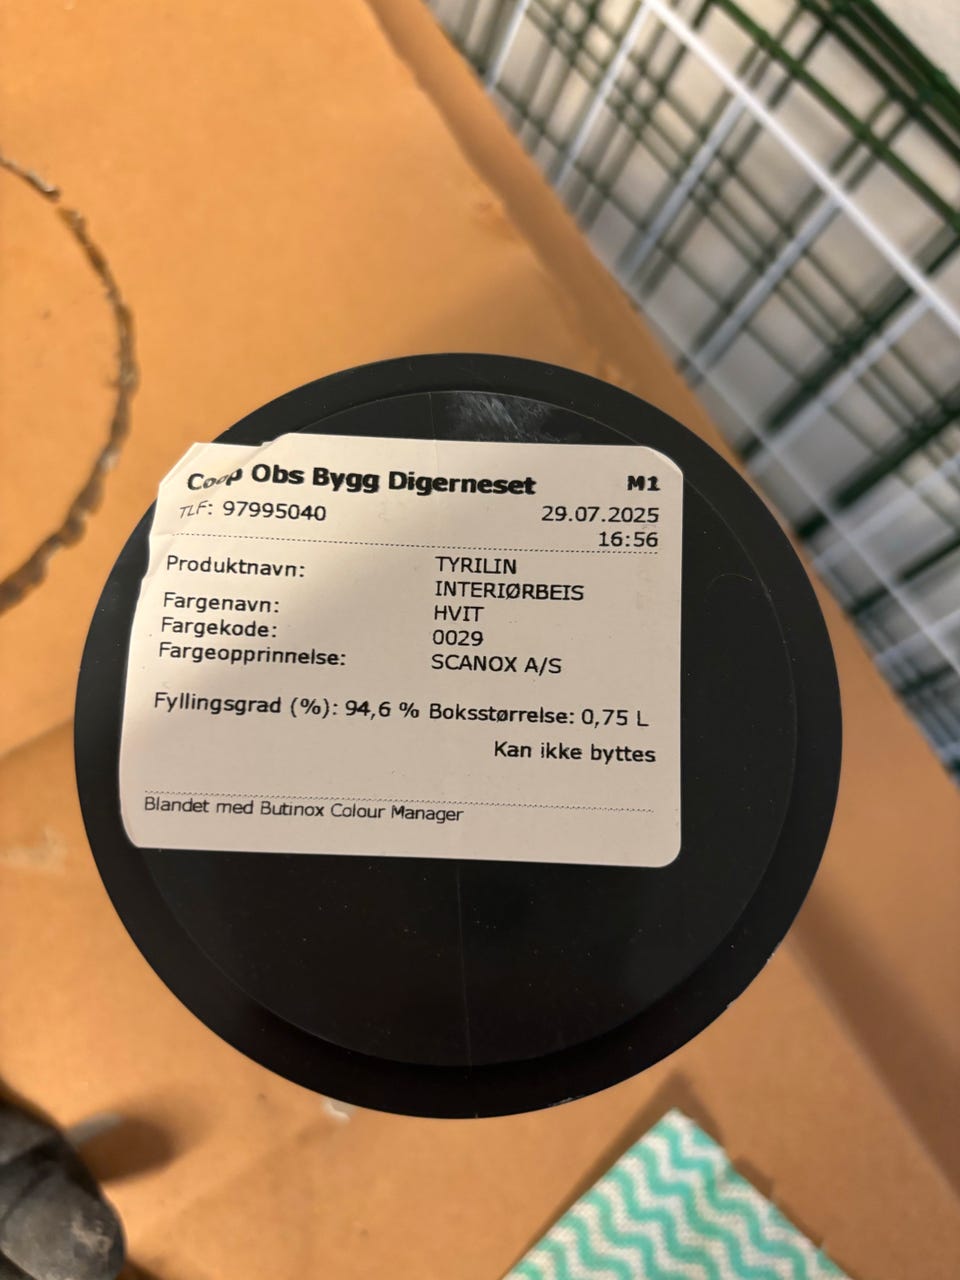 Coop Obs Bygg Digerneset M1
TLF: 97995040 29.07.2025
16:56
Produktnavn: TYRILIN
INTERIØRBEIS
Fargenavn: HVIT
Fargekode: 0029
Fargeopprinnelse: SCANOX A/S
Fyllingsgrad (%): 94,6 % Boksstørrelse: 0,75 L
Kan ikke byttes
Blandet med Butinox Colour Manager